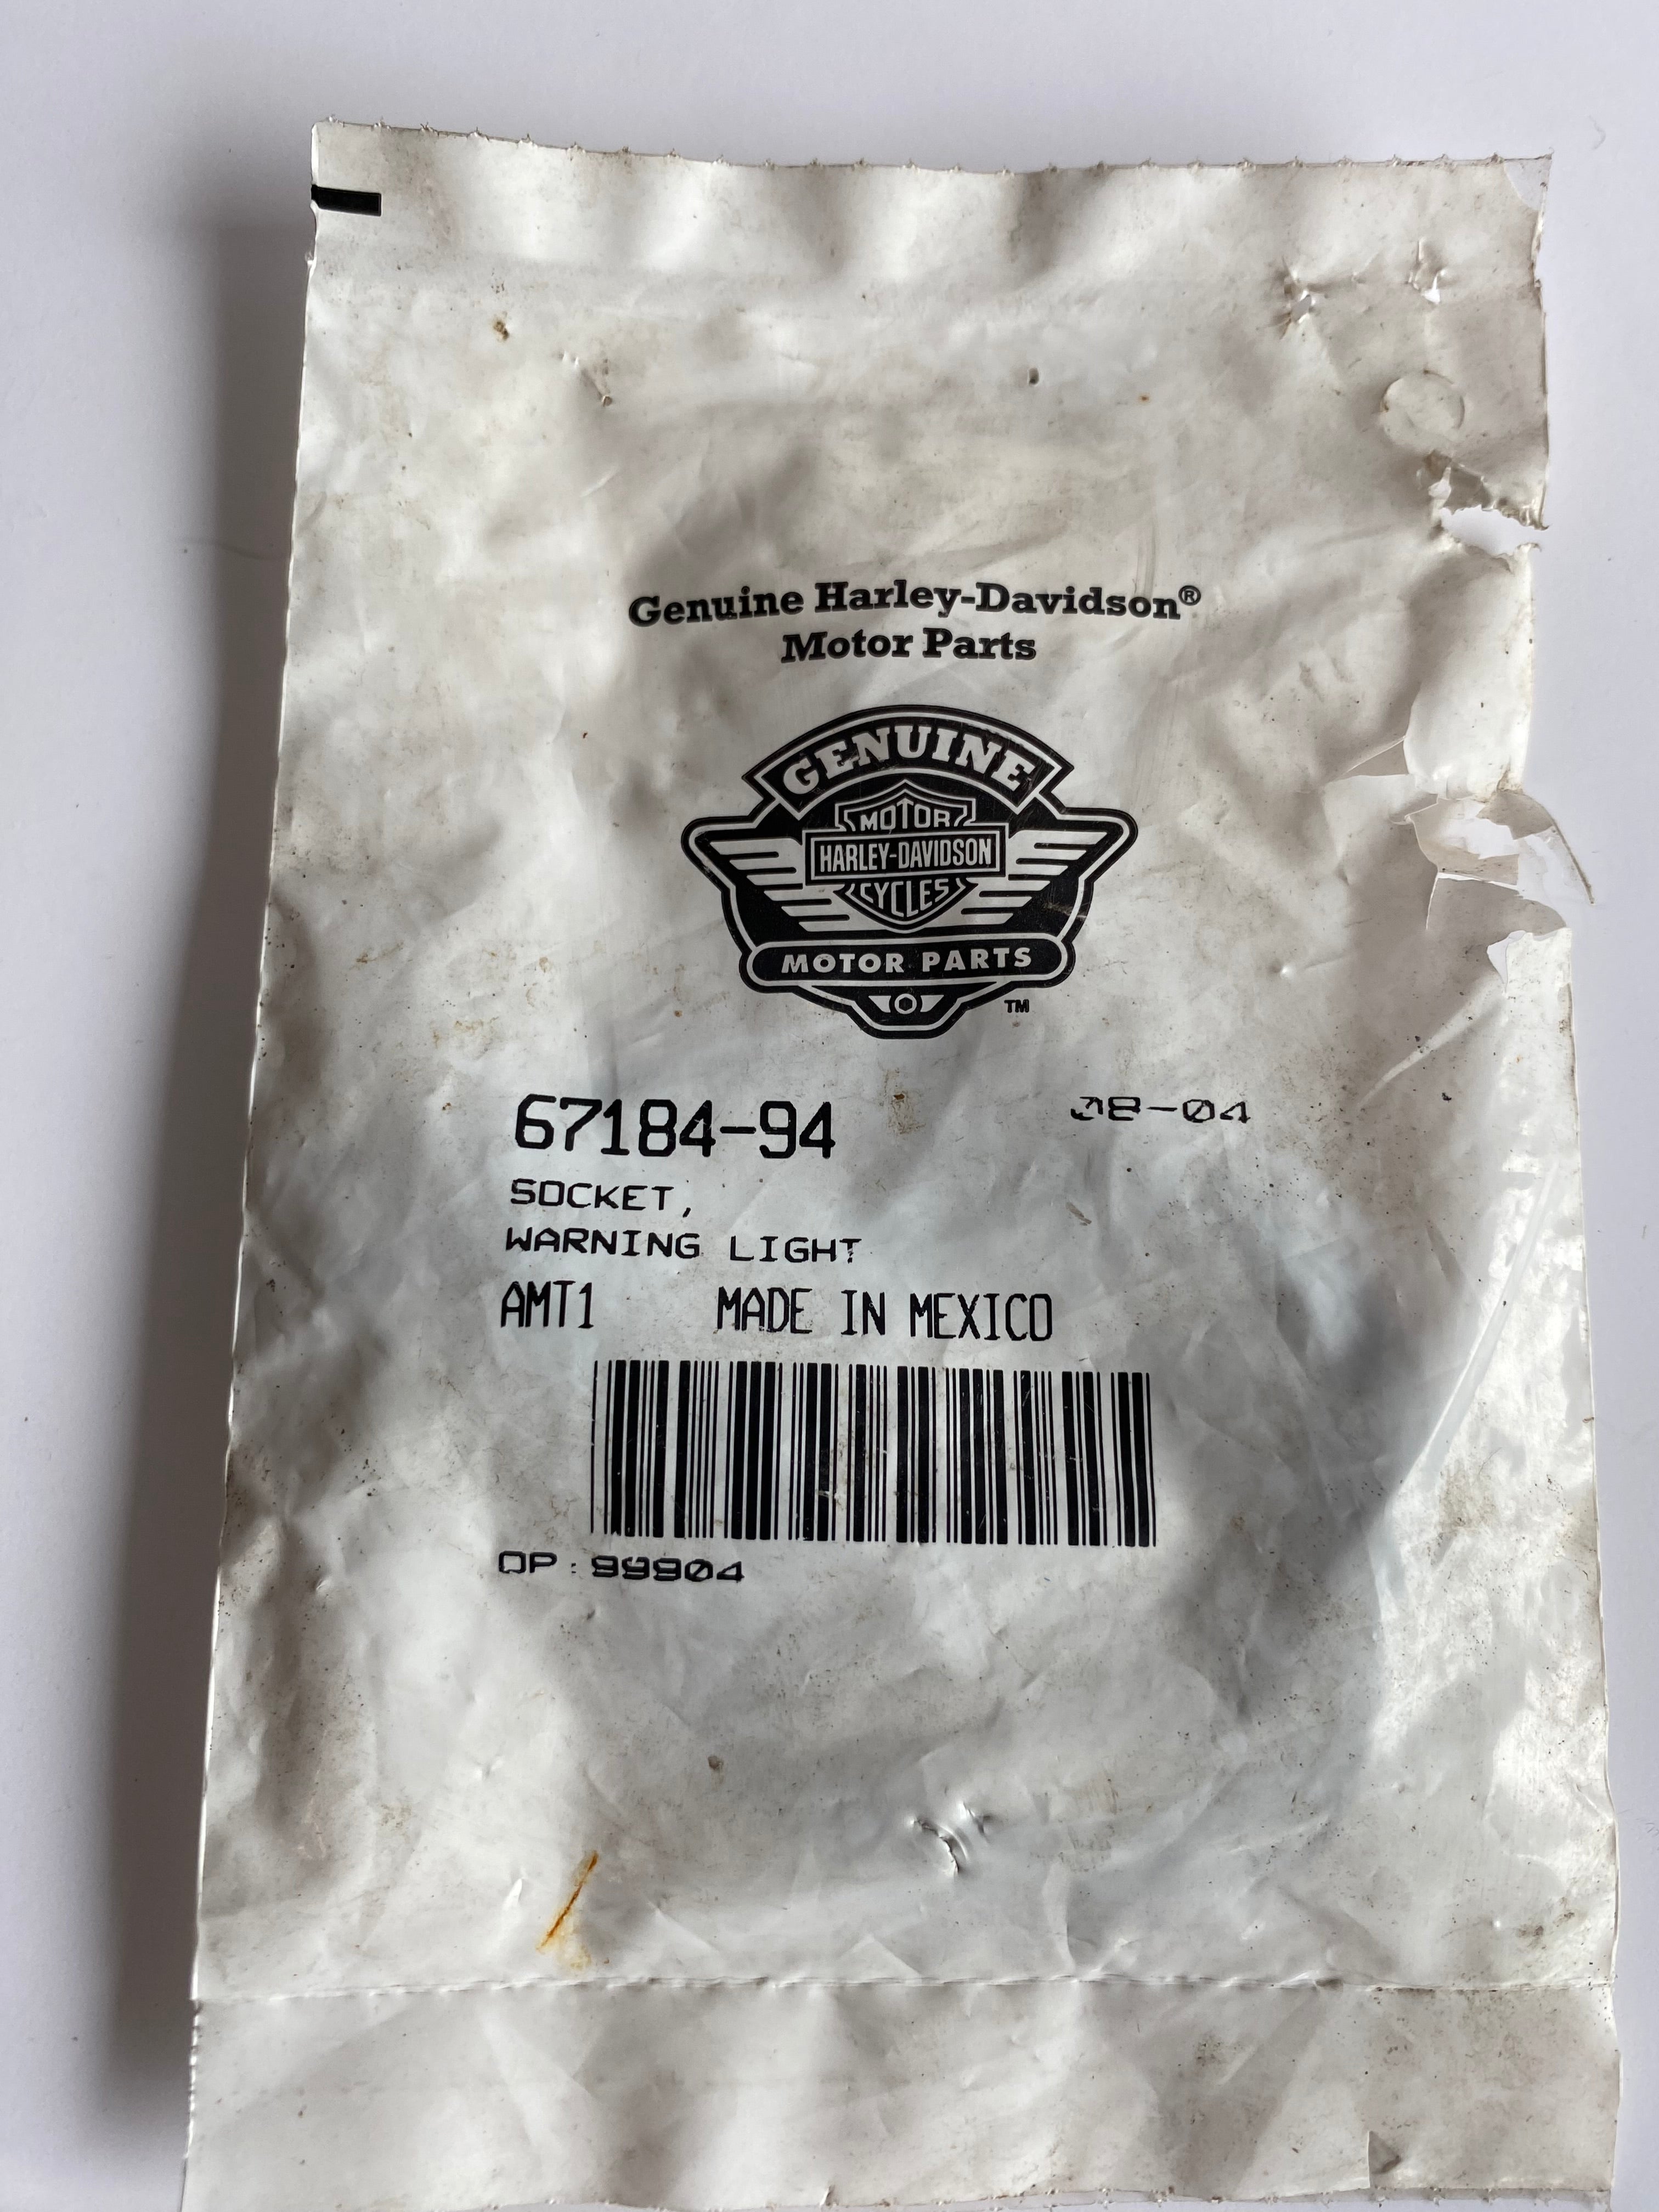 Genuine Harley-Davidson®
Motor Parts
GENUINE
MOTOR
HARLEY-DAVIDSON
CYCLES
MOTOR PARTS
TM
67184-94
08-04
SOCKET,
WARNING LIGHT
AMT1 MADE IN MEXICO
OP: 99904